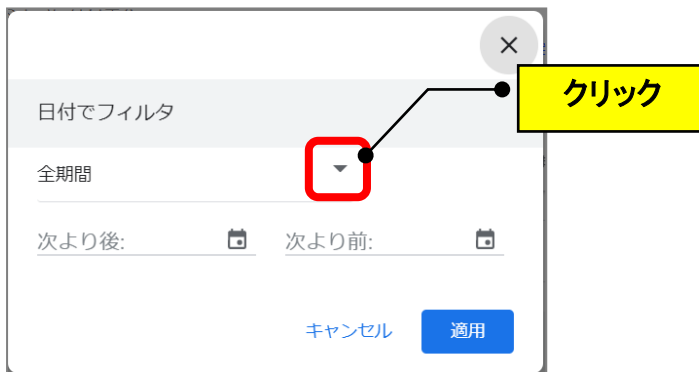 クリック
日付でフィルタ
全期間
次より後: 次より前:
キャンセル 適用